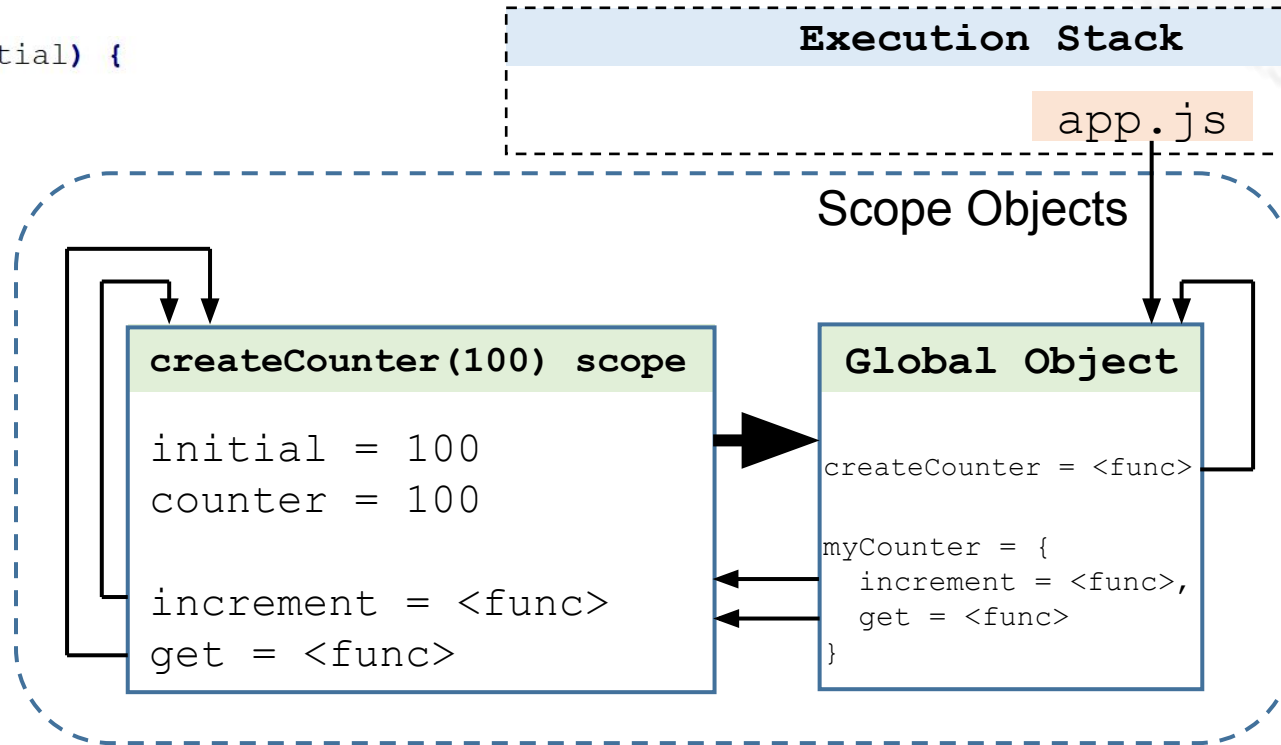 tial) {
Execution Stack
app.js
Scope Objects
createCounter(100) scope
initial = 100
counter = 100
increment = <func>
get = <func>
Global Object
createCounter = <func>
myCounter = {
increment = <func>,
get = <func>
}